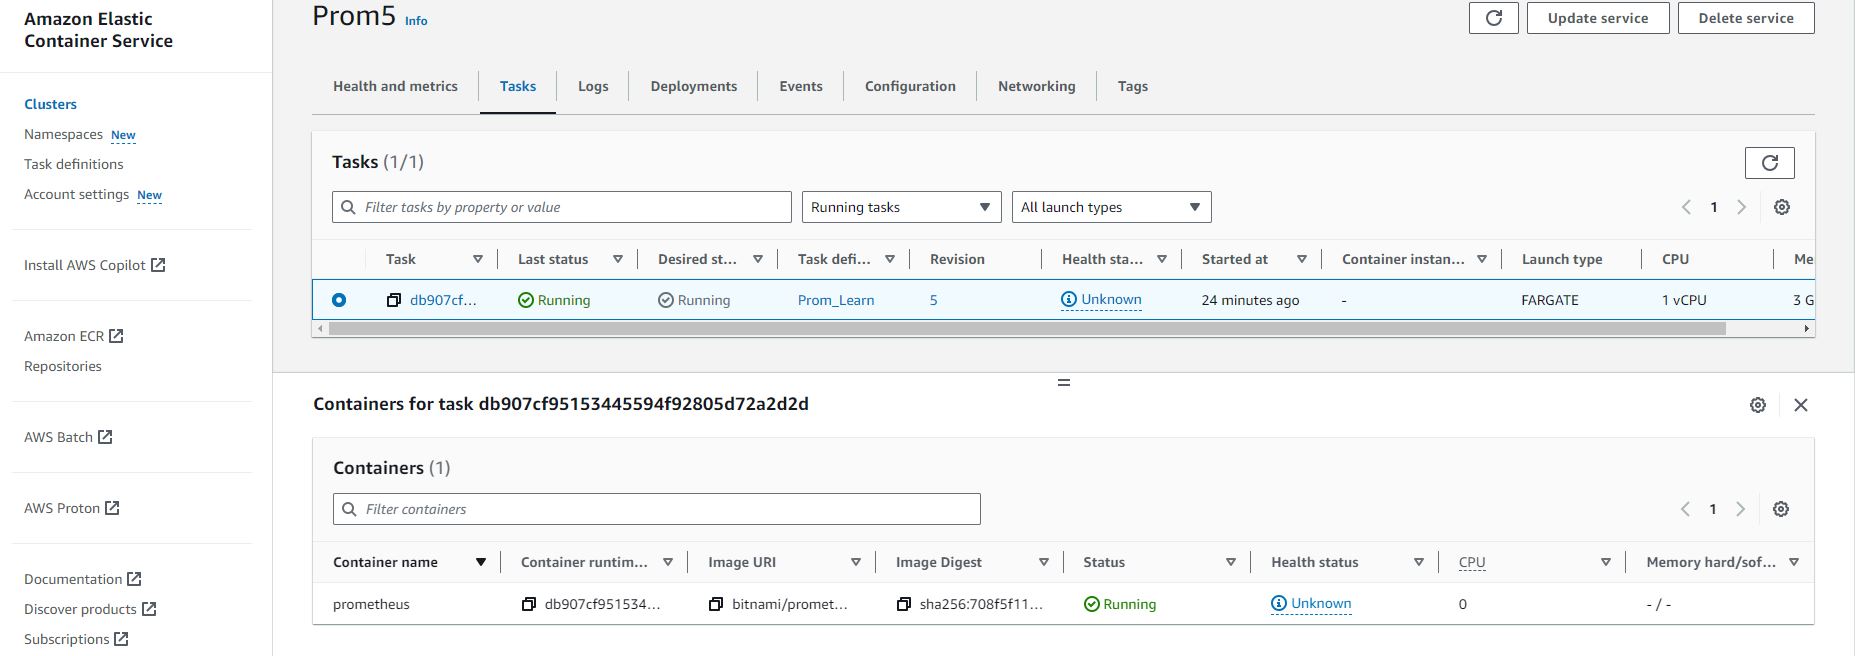 Amazon Elastic
Container Service
Clusters
Namespaces New
Task definitions
Account settings New
Install AWS Copilot
Amazon ECR
Repositories
AWS Batch
AWS Proton
Documentation
Discover products
Subscriptions
Prom5 Info
Update service
Delete service
Health and metrics
Tasks
Logs
Deployments
Events
Configuration
Networking
Tags
Tasks (1/1)
Filter tasks by property or value
Running tasks
All launch types
1
Task Last status Desired st... Task defi... Revision Health sta... Started at Container instan... Launch type CPU Me
db907cf... Running Running Prom_Learn 5 Unknown 24 minutes ago - FARGATE 1 vCPU 3 G
Containers for task db907cf95153445594f92805d72a2d2d
Containers (1)
Filter containers
1
Container name Container runtim... Image URI Image Digest Status Health status CPU Memory hard/sof...
prometheus db907cf951534... bitnami/promet... sha256:708f5f11... Running Unknown 0 - / -